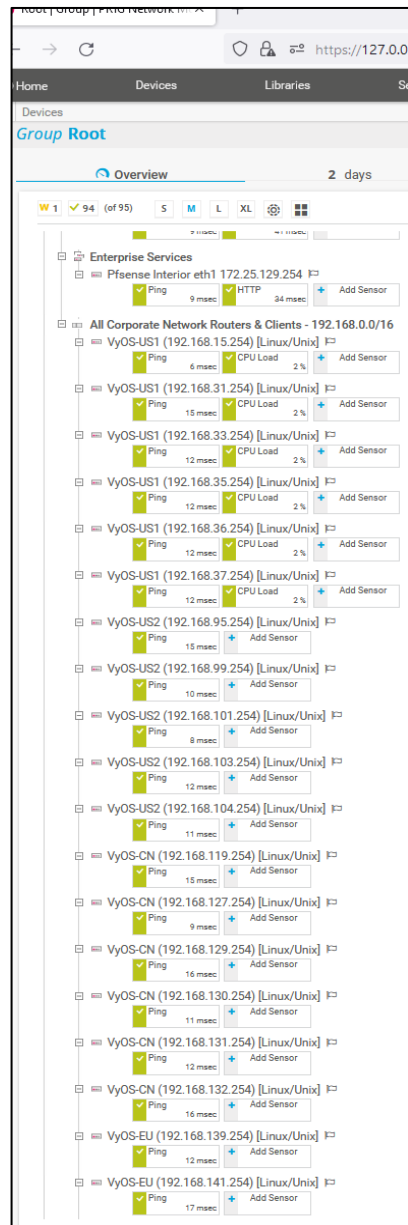 Root | Group | PRTG Network M
https://127.0.0
Home Devices Libraries Se
Devices
Group Root
Overview 2 days
W 1 94 (of 95) S M L XL
9 msec 41 msec
Enterprise Services
Pfsense Interior eth1 172.25.129.254
Ping 9 msec HTTP 34 msec + Add Sensor
All Corporate Network Routers & Clients - 192.168.0.0/16
VyOS-US1 (192.168.15.254) [Linux/Unix]
Ping 6 msec CPU Load 2 % + Add Sensor
VyOS-US1 (192.168.31.254) [Linux/Unix]
Ping 15 msec CPU Load 2 % + Add Sensor
VyOS-US1 (192.168.33.254) [Linux/Unix]
Ping 12 msec CPU Load 2 % + Add Sensor
VyOS-US1 (192.168.35.254) [Linux/Unix]
Ping 12 msec CPU Load 2 % + Add Sensor
VyOS-US1 (192.168.36.254) [Linux/Unix]
Ping 12 msec CPU Load 2 % + Add Sensor
VyOS-US1 (192.168.37.254) [Linux/Unix]
Ping 12 msec CPU Load 2 % + Add Sensor
VyOS-US2 (192.168.95.254) [Linux/Unix]
Ping 15 msec + Add Sensor
VyOS-US2 (192.168.99.254) [Linux/Unix]
Ping 10 msec + Add Sensor
VyOS-US2 (192.168.101.254) [Linux/Unix]
Ping 8 msec + Add Sensor
VyOS-US2 (192.168.103.254) [Linux/Unix]
Ping 12 msec + Add Sensor
VyOS-US2 (192.168.104.254) [Linux/Unix]
Ping 11 msec + Add Sensor
VyOS-CN (192.168.119.254) [Linux/Unix]
Ping 15 msec + Add Sensor
VyOS-CN (192.168.127.254) [Linux/Unix]
Ping 9 msec + Add Sensor
VyOS-CN (192.168.129.254) [Linux/Unix]
Ping 16 msec + Add Sensor
VyOS-CN (192.168.130.254) [Linux/Unix]
Ping 11 msec + Add Sensor
VyOS-CN (192.168.131.254) [Linux/Unix]
Ping 12 msec + Add Sensor
VyOS-CN (192.168.132.254) [Linux/Unix]
Ping 16 msec + Add Sensor
VyOS-EU (192.168.139.254) [Linux/Unix]
Ping 12 msec + Add Sensor
VyOS-EU (192.168.141.254) [Linux/Unix]
Ping 17 msec + Add Sensor